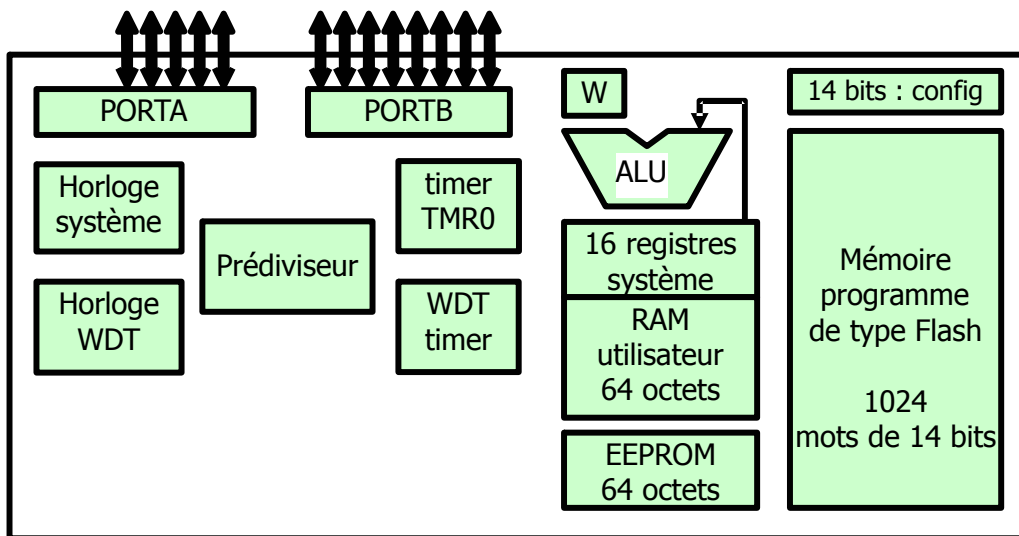 PORTA
PORTB
W
14 bits : config
ALU
Horloge
système
timer
TMR0
Prédiviseur
Horloge
WDT
WDT
timer
16 registres
système
RAM
utilisateur
64 octets
EEPROM
64 octets
Mémoire
programme
de type Flash
1024
mots de 14 bits